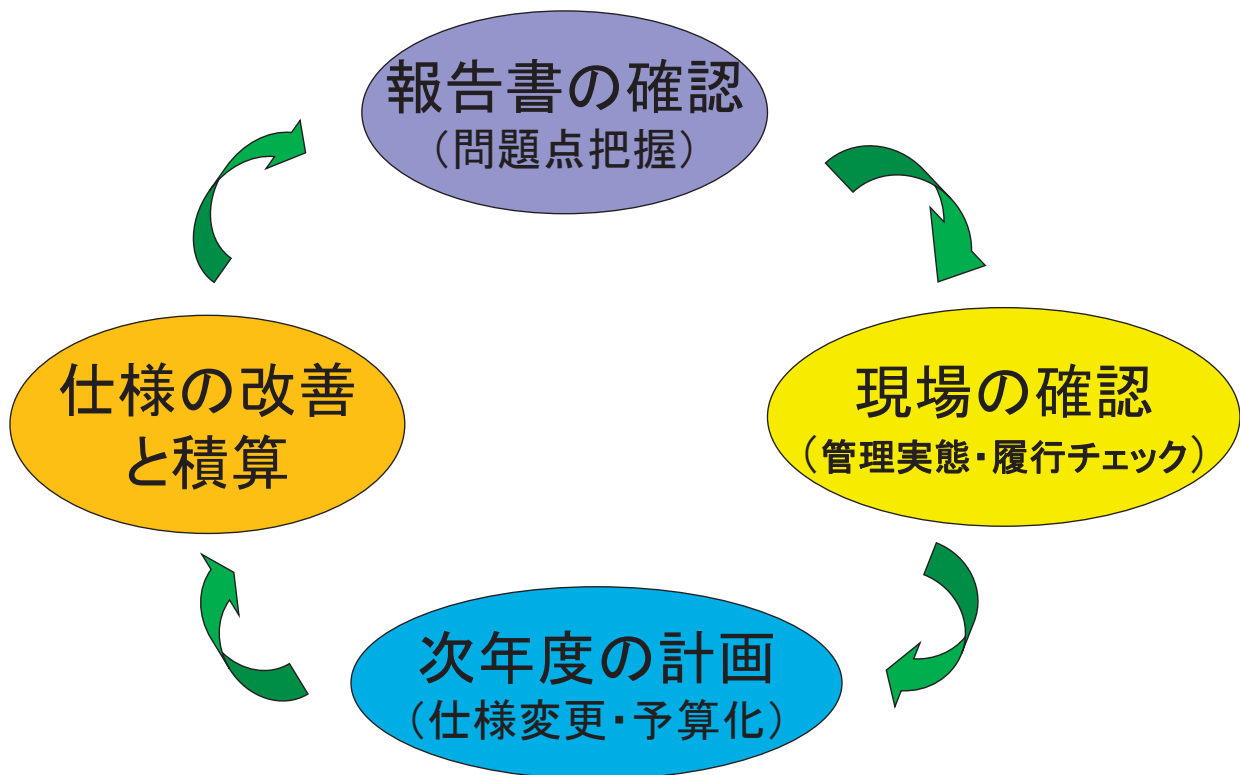 報告書の確認
（問題点把握）
現場の確認
（管理実態・履行チェック）
次年度の計画
（仕様変更・予算化）
仕様の改善
と積算